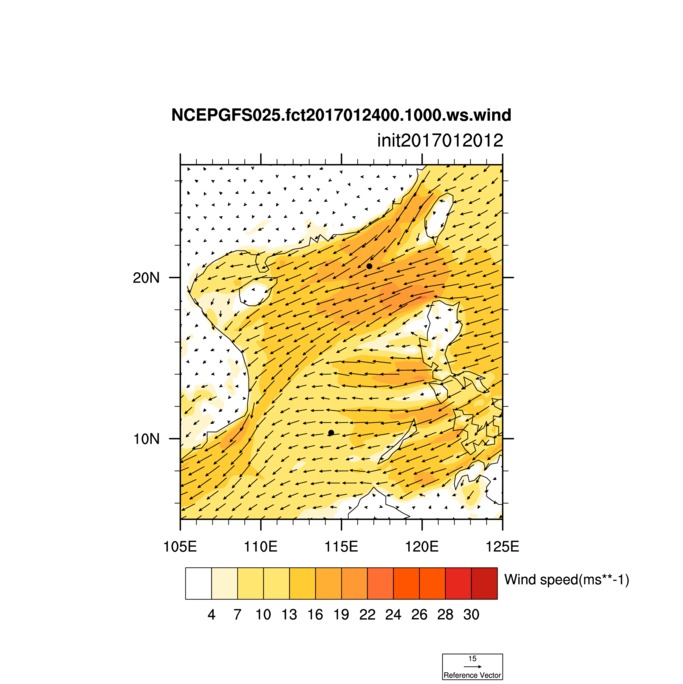 NCEPGFS025.fct2017012400.1000.ws.wind
init2017012012
20N
10N
105E 110E 115E 120E 125E
Wind speed(ms**-1)
4 7 10 13 16 19 22 24 26 28 30
15
Reference Vector